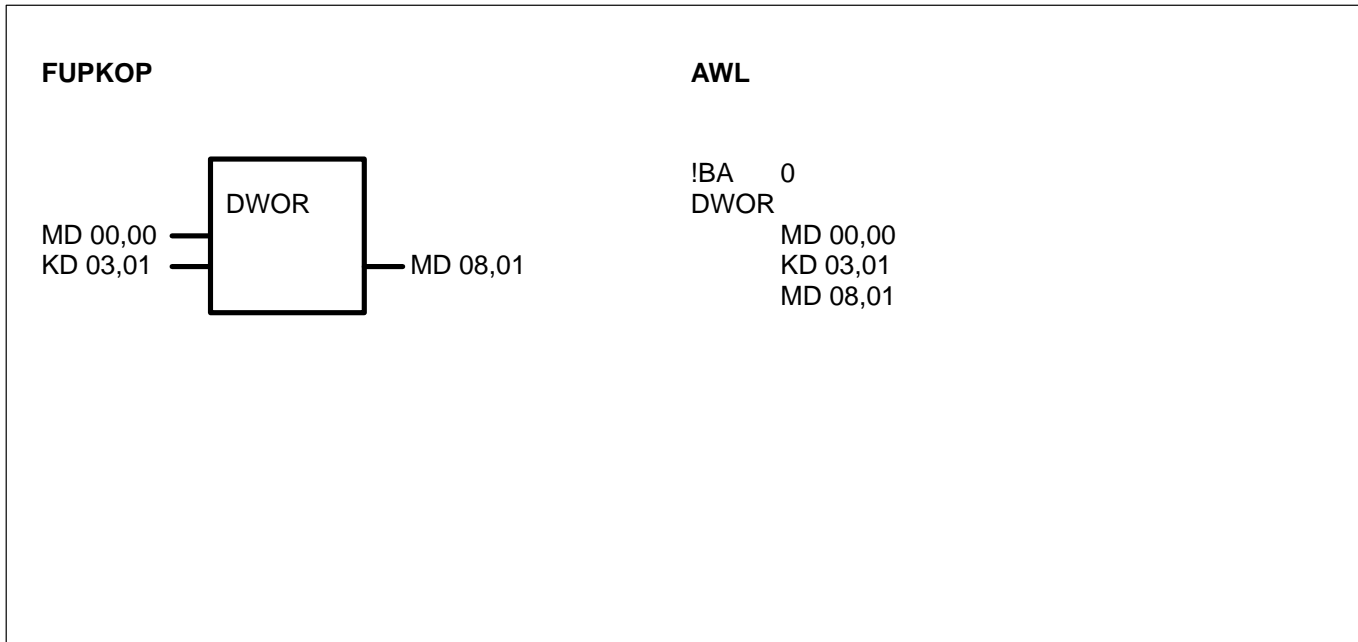 FUPKOP
DWOR
MD 00,00
KD 03,01
MD 08,01
AWL
!BA 0
DWOR
MD 00,00
KD 03,01
MD 08,01